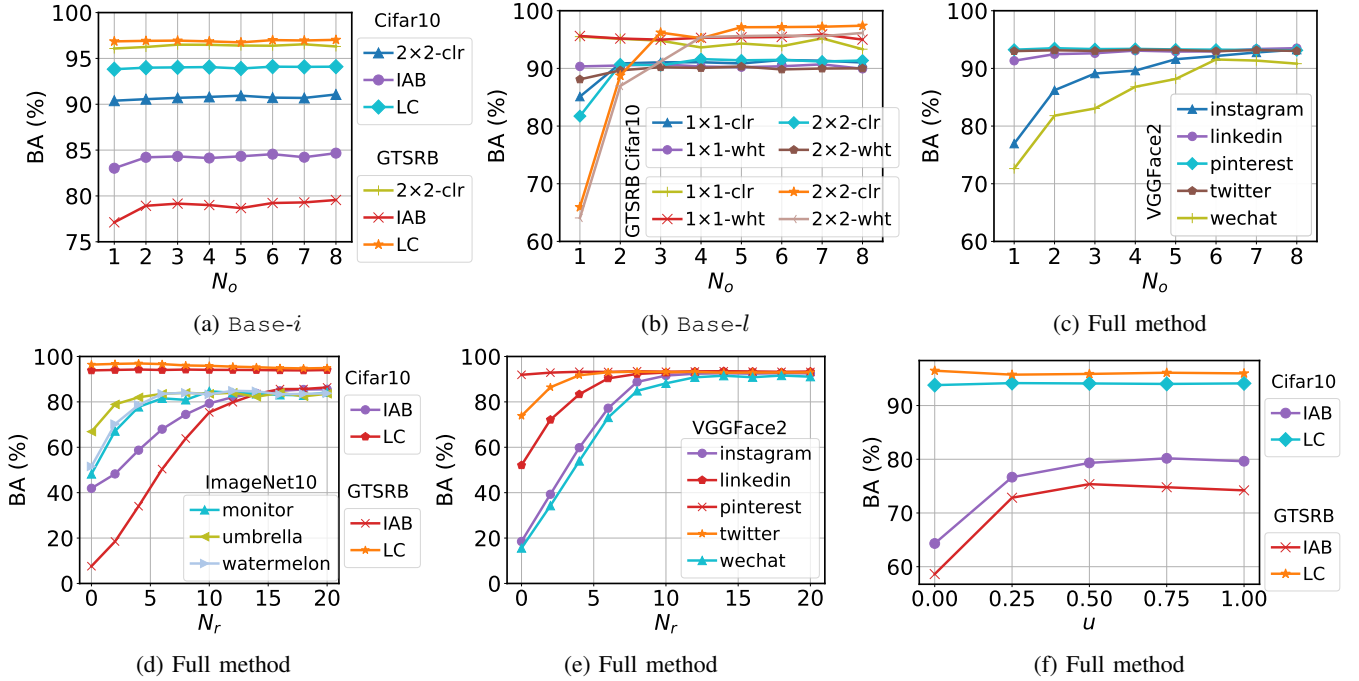 BA (%)
100
95
90
85
80
75
1 2 3 4 5 6 7 8
N_o
Cifar10
2×2-clr
IAB
LC
GTSRB
2×2-clr
IAB
LC
(a) Base-i
BA (%)
100
90
80
70
60
1 2 3 4 5 6 7 8
N_o
Cifar10
1×1-clr 2×2-clr
1×1-wht 2×2-wht
GTSRB
1×1-clr 2×2-clr
1×1-wht 2×2-wht
(b) Base-l
BA (%)
100
90
80
70
60
1 2 3 4 5 6 7 8
N_o
VGGFace2
instagram
linkedin
pinterest
twitter
wechat
(c) Full method
BA (%)
100
80
60
40
20
0
0 5 10 15 20
N_r
ImageNet10
monitor
umbrella
watermelon
Cifar10
IAB
LC
GTSRB
IAB
LC
(d) Full method
BA (%)
100
80
60
40
20
0
0 5 10 15 20
N_r
VGGFace2
instagram
linkedin
pinterest
twitter
wechat
(e) Full method
BA (%)
90
80
70
60
0.00 0.25 0.50 0.75 1.00
u
Cifar10
IAB
LC
GTSRB
IAB
LC
(f) Full method